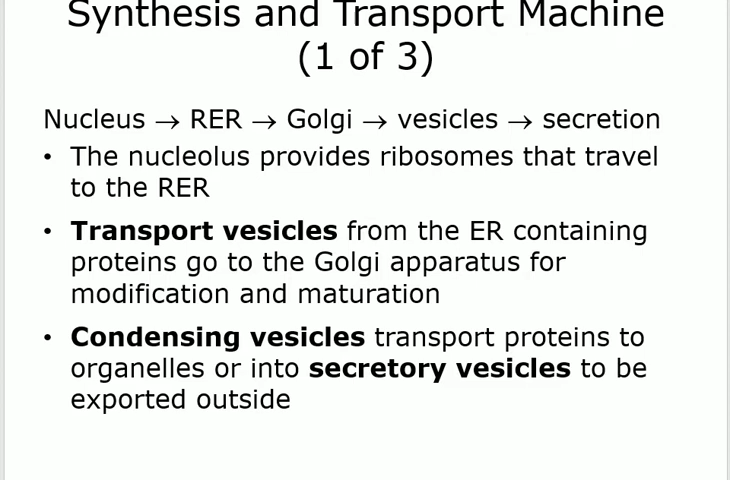 Synthesis and Transport Machine
(1 of 3)
Nucleus → RER → Golgi → vesicles → secretion
• The nucleolus provides ribosomes that travel
to the RER
• Transport vesicles from the ER containing
proteins go to the Golgi apparatus for
modification and maturation
• Condensing vesicles transport proteins to
organelles or into secretory vesicles to be
exported outside